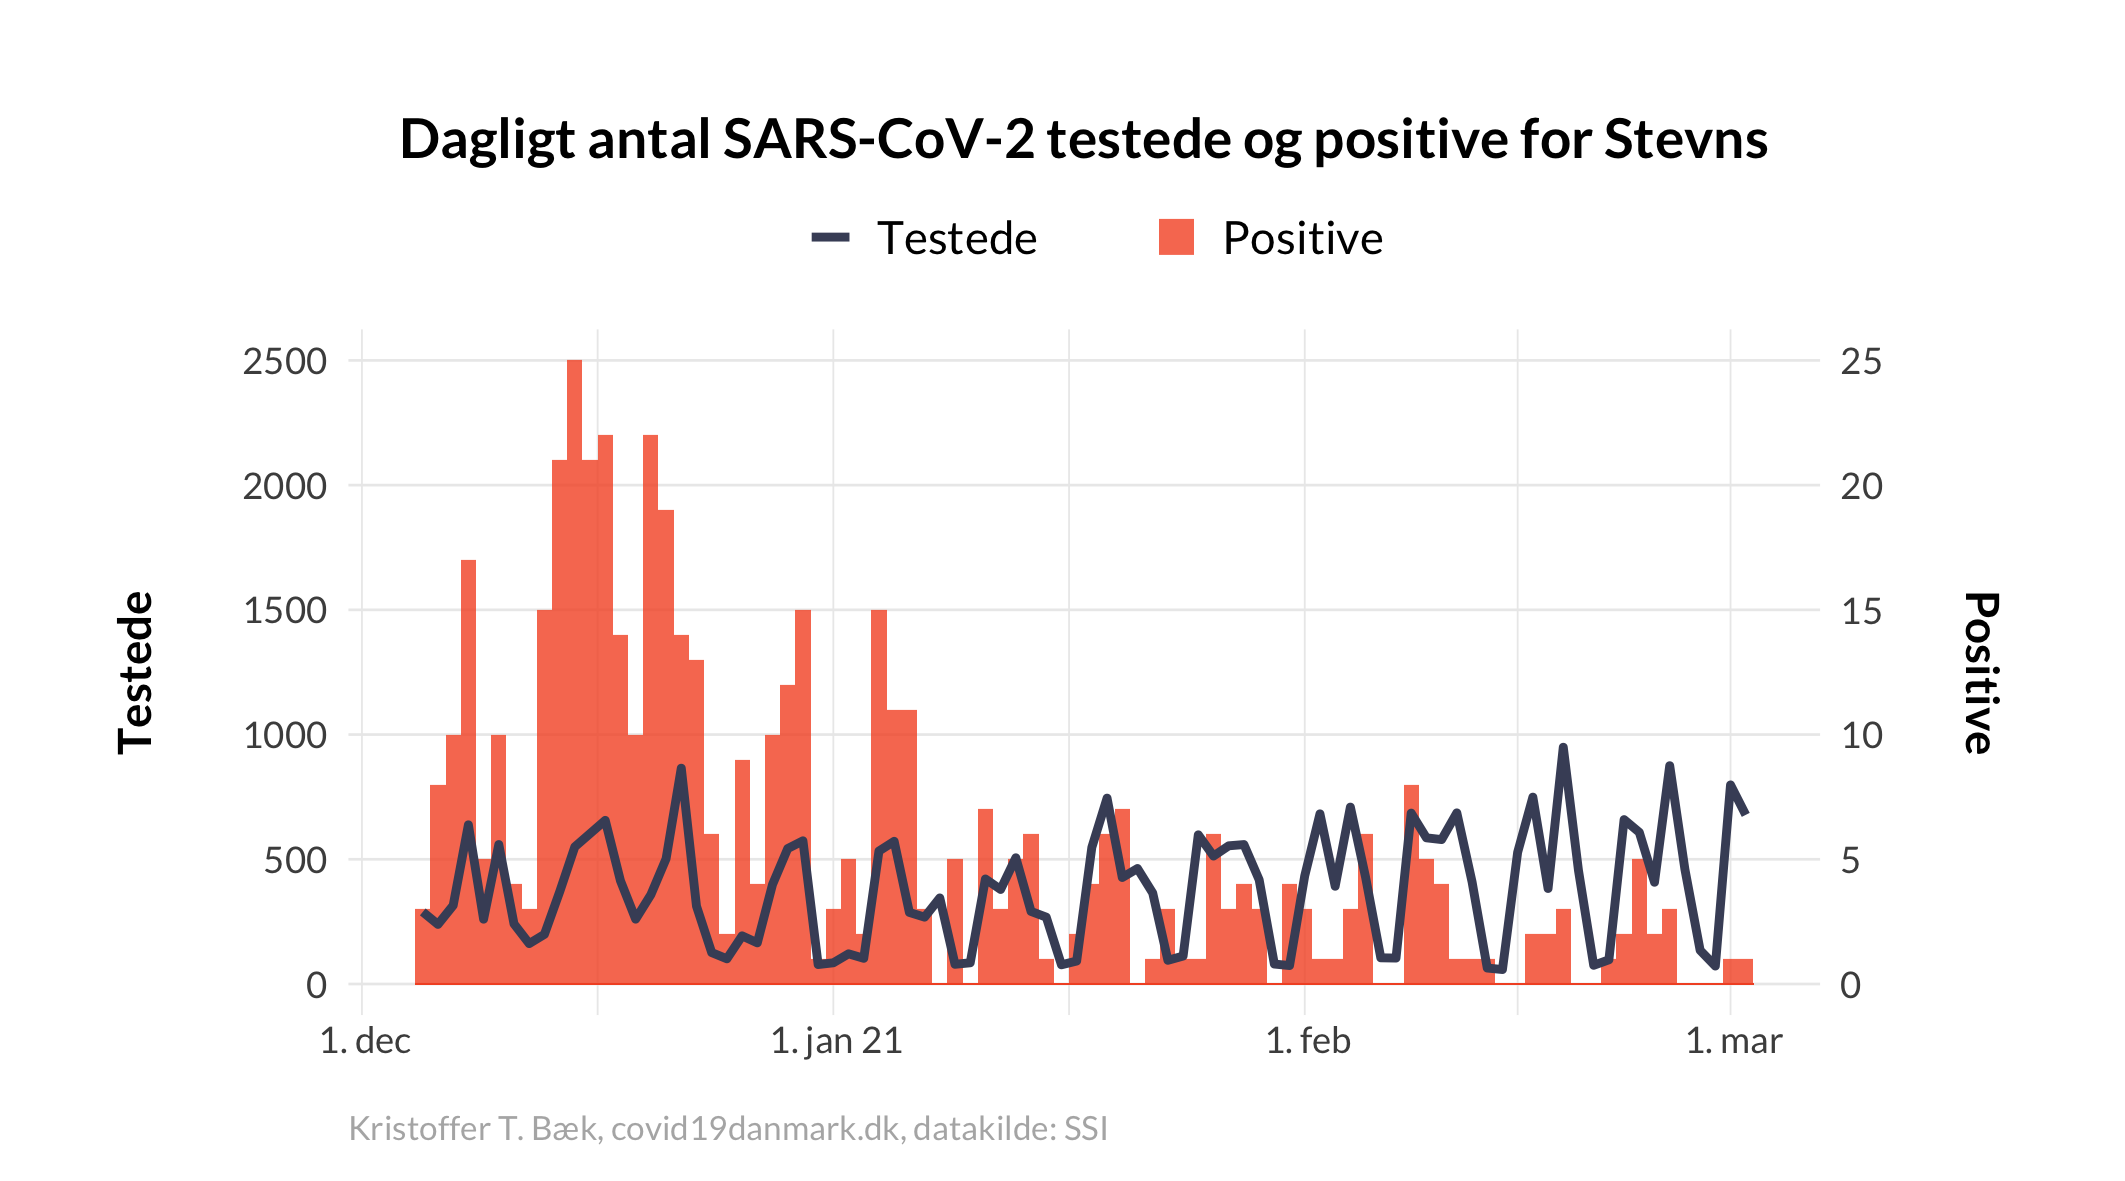 Dagligt antal SARS-CoV-2 testede og positive for Stevns
Testede
Positive
2500
2000
1500
1000
500
0
Testede
25
20
15
10
5
0
Positive
1. dec
1. jan 21
1. feb
1. mar
Kristoffer T. Bæk, covid19danmark.dk, datakilde: SSI